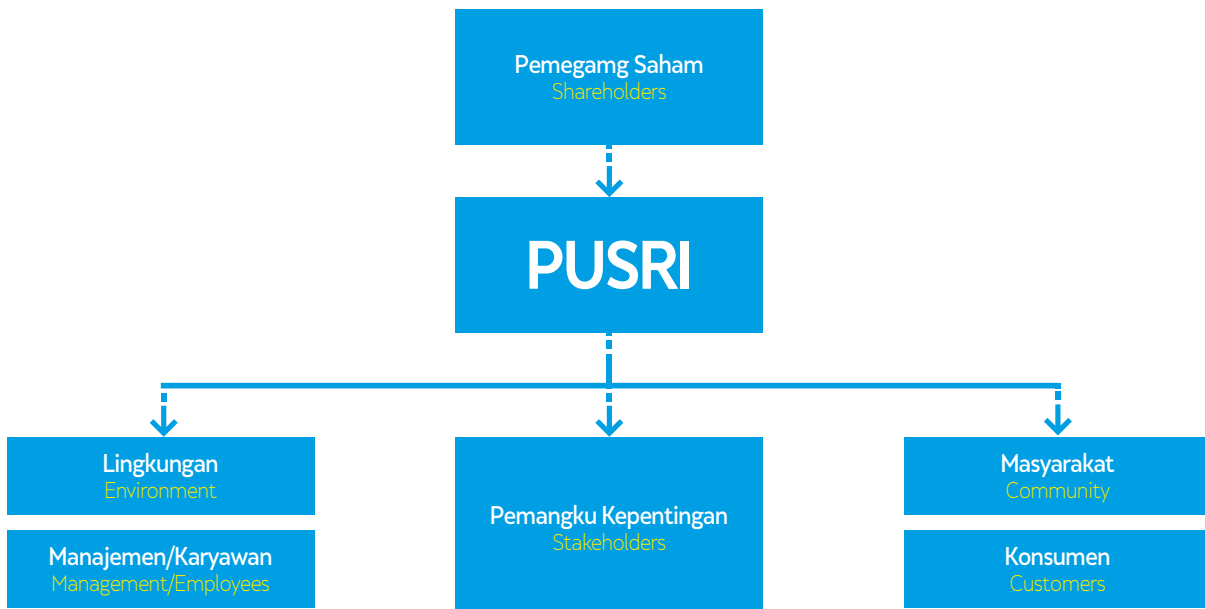 Pemegamg Saham
Shareholders
PUSRI
Lingkungan
Environment
Manajemen/Karyawan
Management/Employees
Pemangku Kepentingan
Stakeholders
Masyarakat
Community
Konsumen
Customers